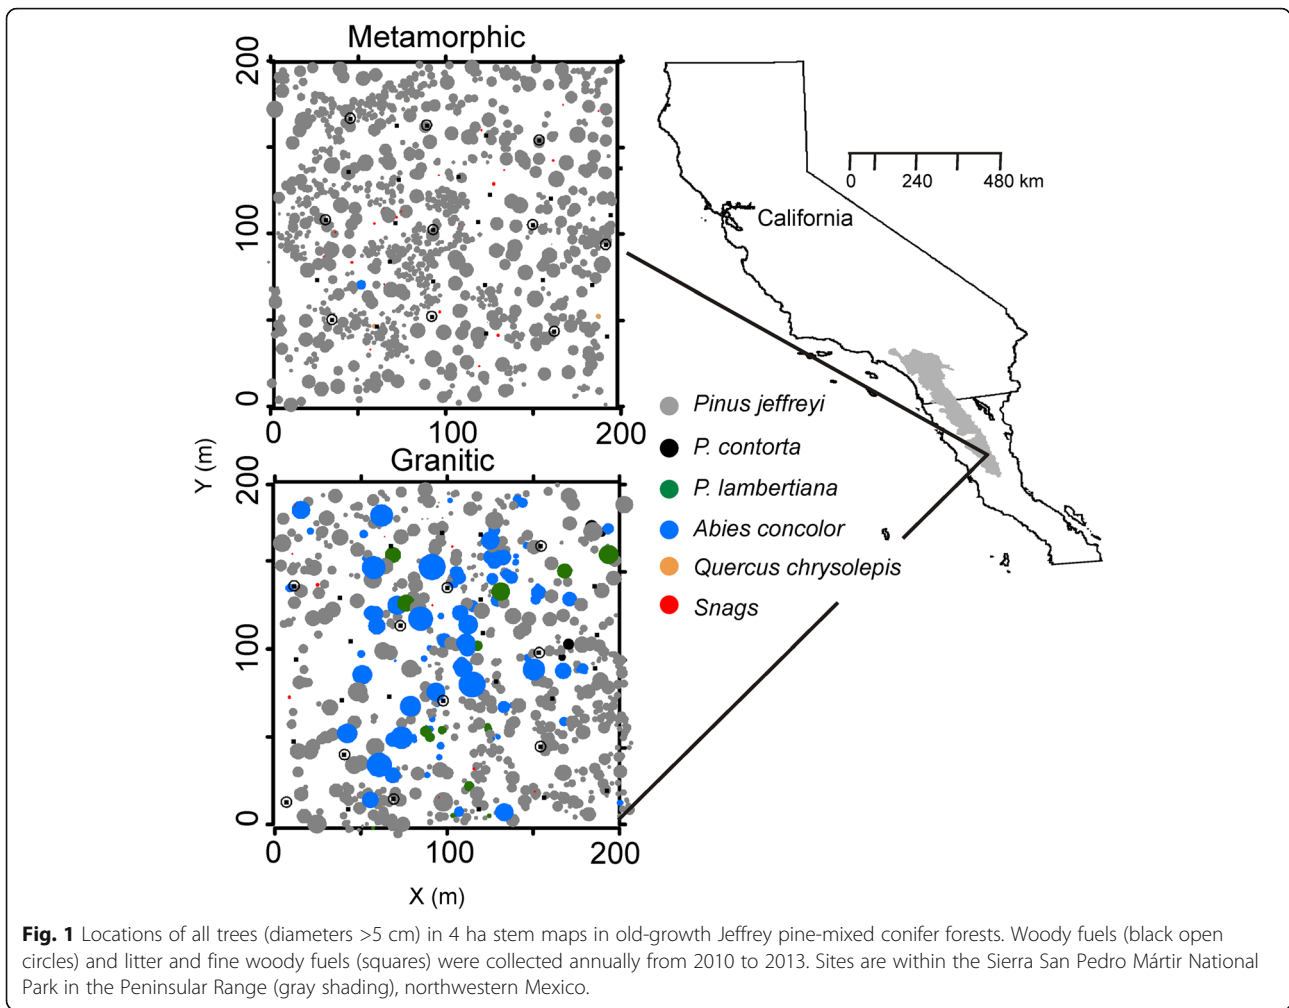 Metamorphic
200
100
0
0
100
200
Y (m)
Granitic
200
100
0
0
100
200
X (m)
Pinus jeffreyi
P. contorta
P. lambertiana
Abies concolor
Quercus chrysolepis
Snags
California
0 240 480 km
Fig. 1 Locations of all trees (diameters >5 cm) in 4 ha stem maps in old-growth Jeffrey pine-mixed conifer forests. Woody fuels (black open
circles) and litter and fine woody fuels (squares) were collected annually from 2010 to 2013. Sites are within the Sierra San Pedro Mártir National
Park in the Peninsular Range (gray shading), northwestern Mexico.